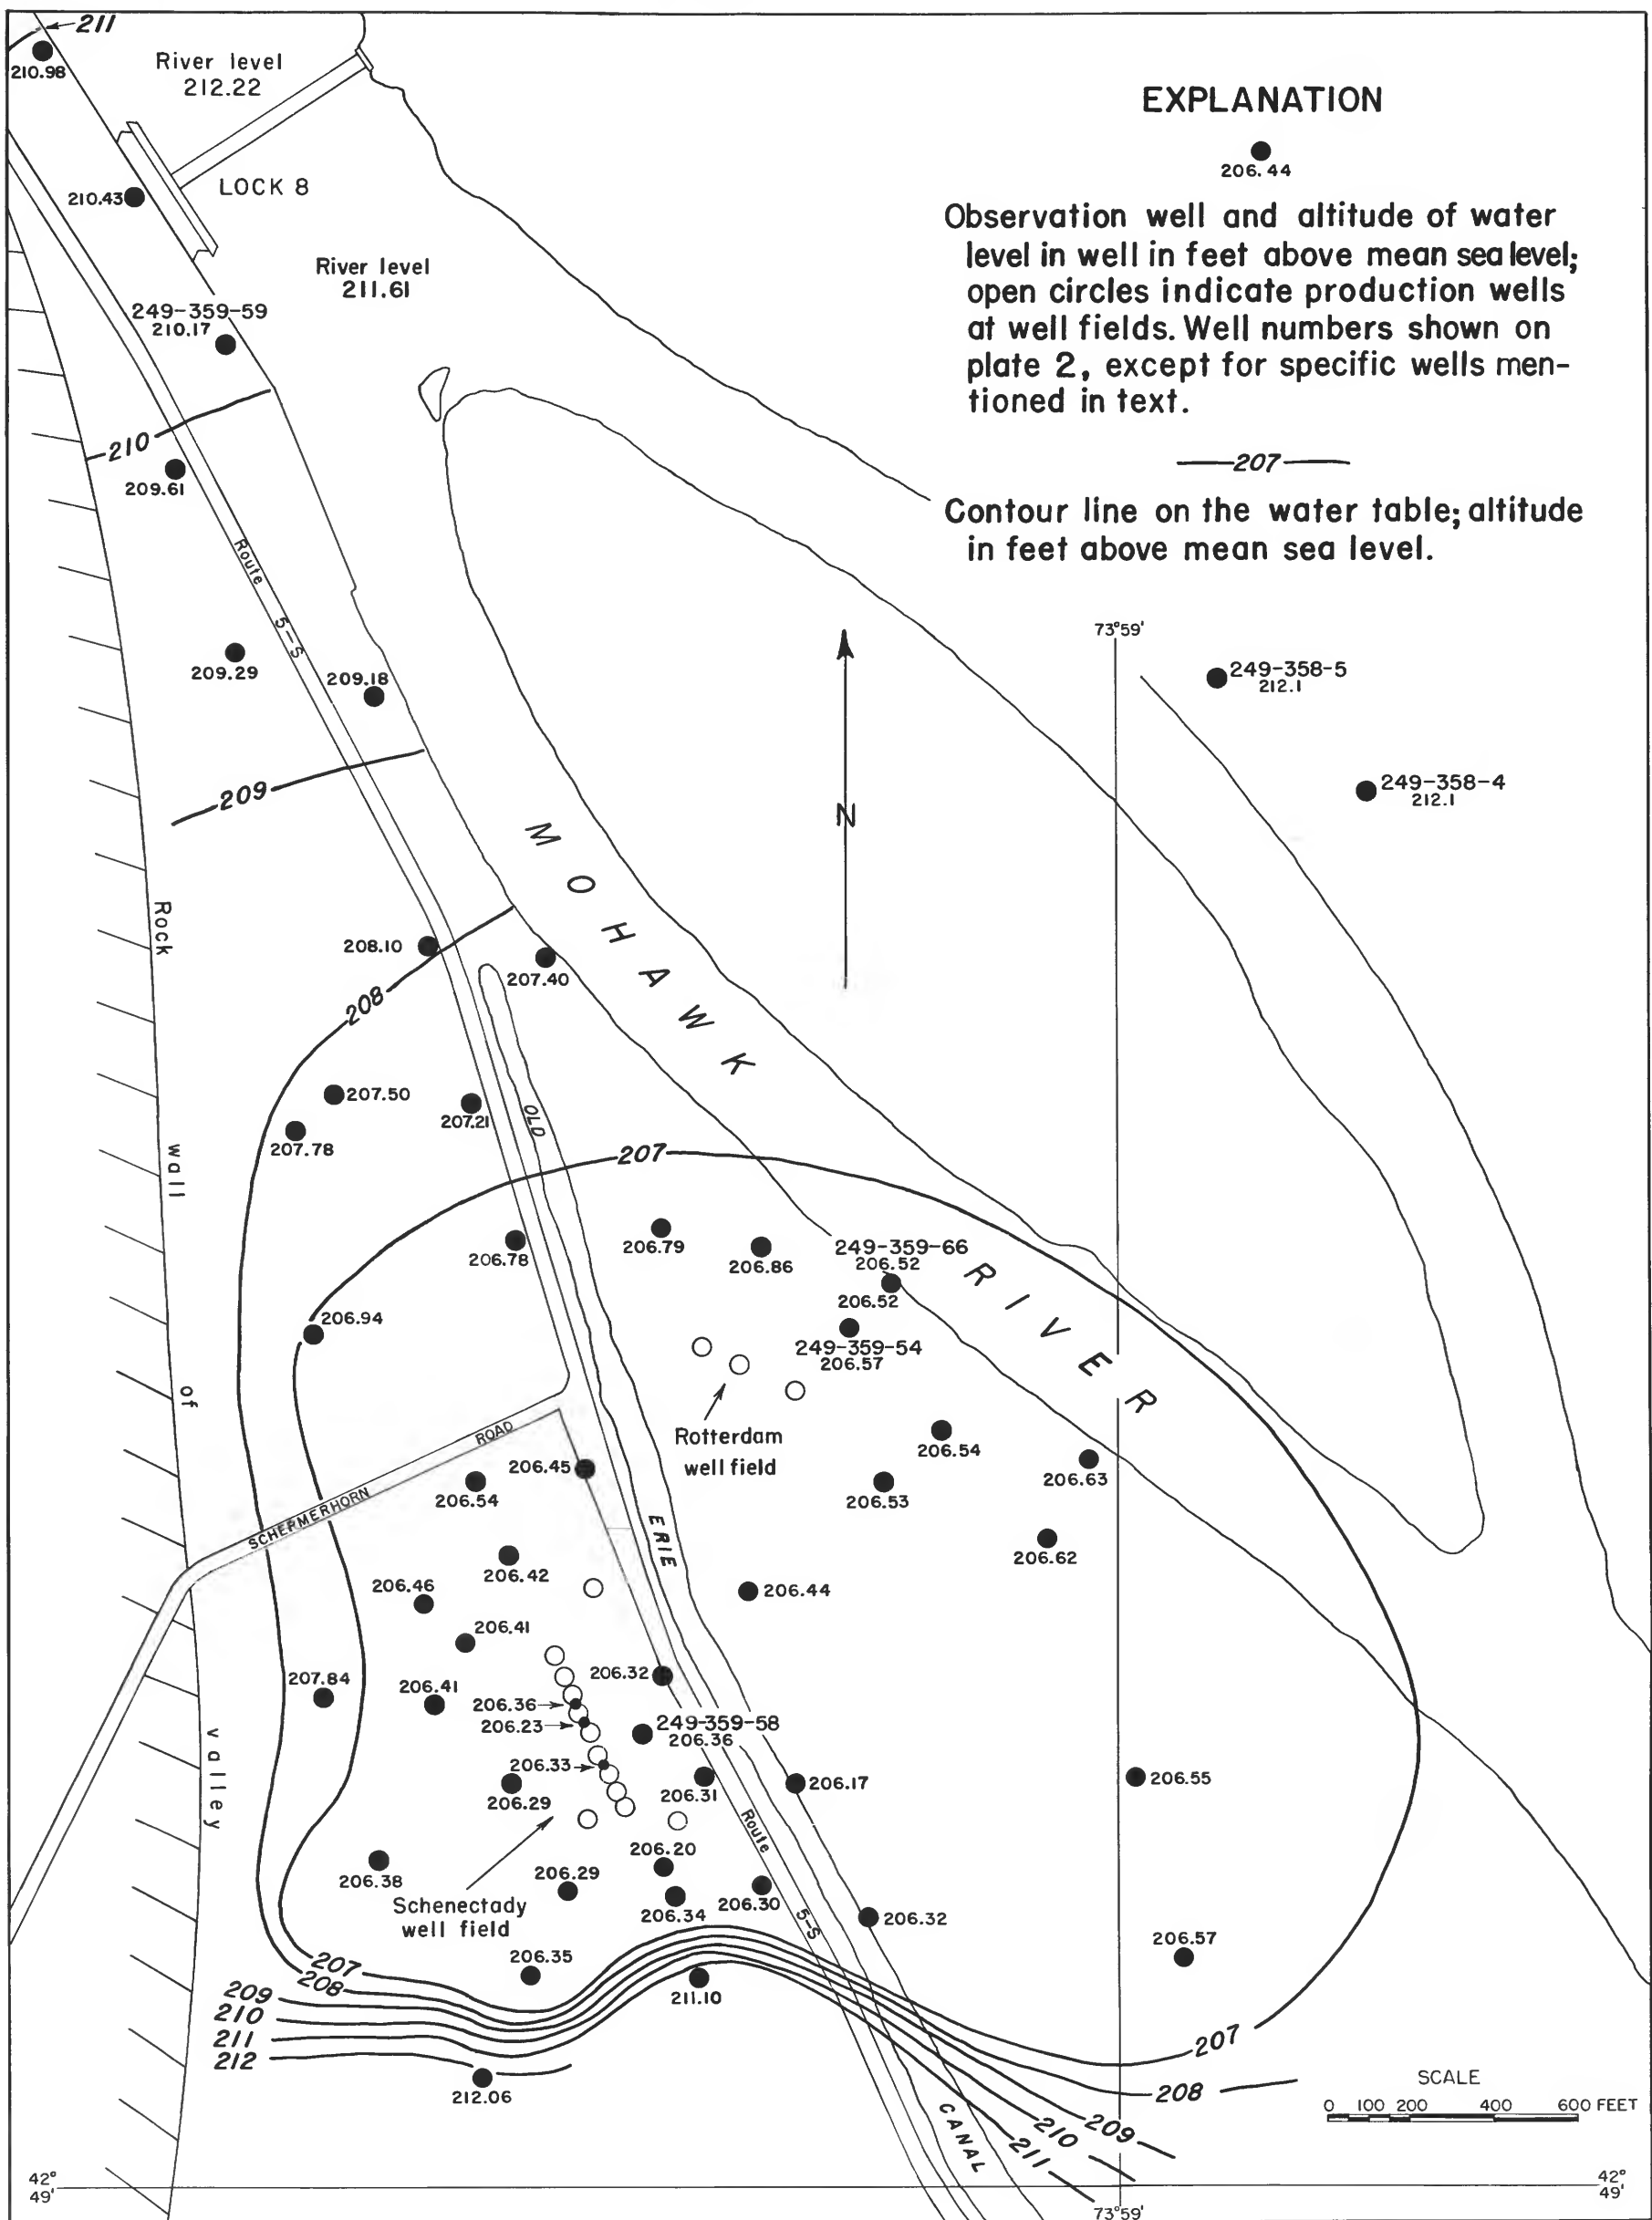 211
210.98
River level
212.22
EXPLANATION
206.44
210.43
LOCK 8
Observation well and altitude of water
level in well in feet above mean sea level;
open circles indicate production wells
at well fields. Well numbers shown on
plate 2, except for specific wells men-
tioned in text.
River level
211.61
249-359-59
210.17
210
209.61
207
Contour line on the water table; altitude
in feet above mean sea level.
Route
5-S
73°59'
209.29
209.18
249-358-5
212.1
249-358-4
212.1
209
N
MOHAWK
Rock
208.10
207.40
208
207.50
207.21
OLD
207.78
wall
207
206.78
206.79
206.86
249-359-66
206.52
206.52
RIVER
206.94
249-359-54
206.57
of
Rotterdam
well field
ROAD
206.45
206.54
206.54
206.53
206.63
SCHERMERHORN
ERIE
206.62
206.42
206.46
206.44
206.41
207.84
206.41
206.32
206.36
206.23
249-359-58
206.36
valley
206.33
206.29
206.31
206.17
206.55
Route
206.20
206.38
206.29
206.34
206.30
Schenectady
well field
5-S
206.32
206.57
206.35
207
208
209
210
211
212
211.10
212.06
207
208
209
210
211
CANAL
SCALE
0 100 200 400 600 FEET
42°
49'
42°
49'
73°59'